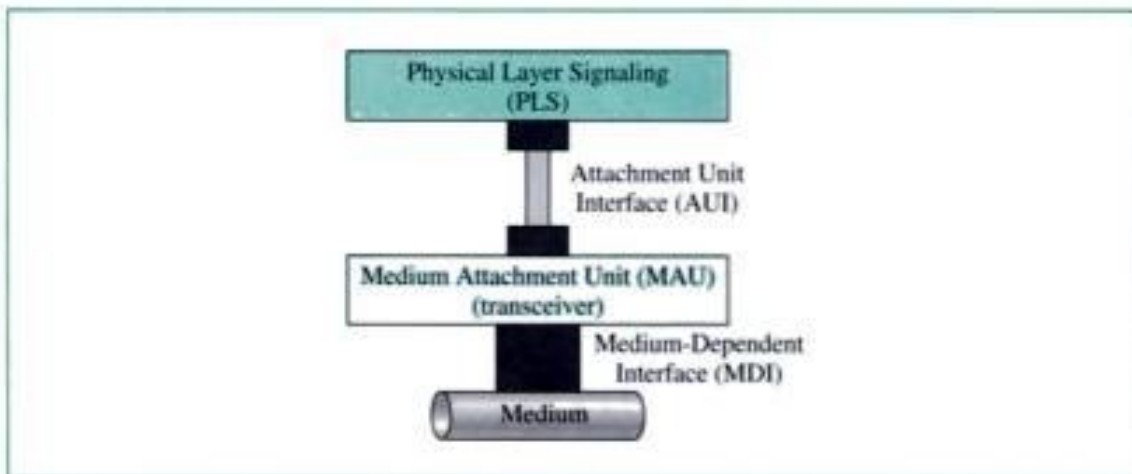 Physical Layer Signaling
(PLS)
Attachment Unit
Interface (AUI)
Medium Attachment Unit (MAU)
(transceiver)
Medium-Dependent
Interface (MDI)
Medium